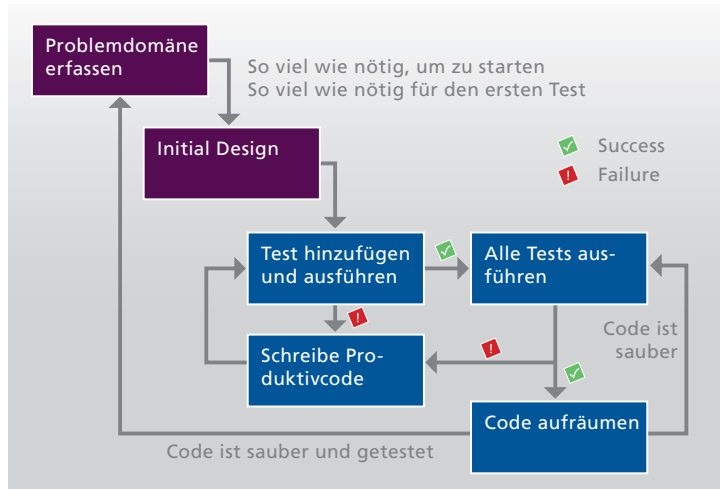 Problemdomäne
erfassen
So viel wie nötig, um zu starten
So viel wie nötig für den ersten Test
Initial Design
Success
Failure
Test hinzufügen
und ausführen
Alle Tests aus-
führen
Schreibe Pro-
duktivcode
Code ist
sauber
Code aufräumen
Code ist sauber und getestet